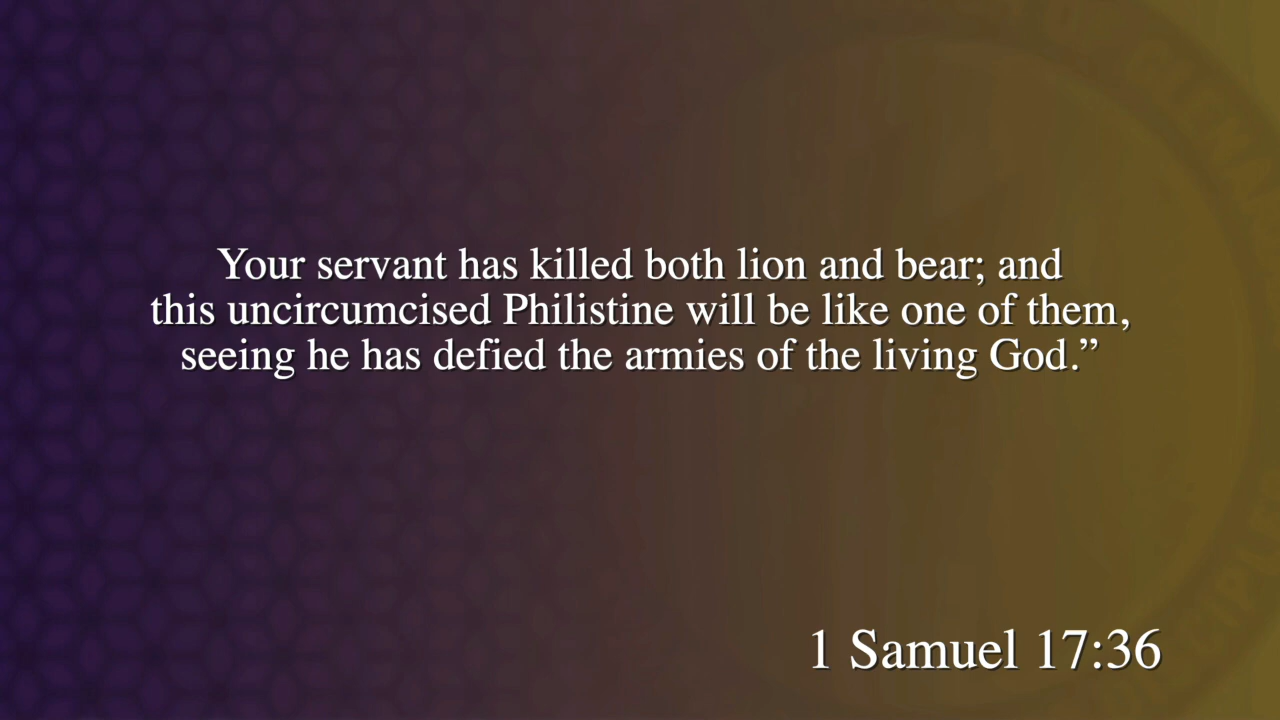 Your servant has killed both lion and bear; and
this uncircumcised Philistine will be like one of them,
seeing he has defied the armies of the living God.”
1 Samuel 17:36